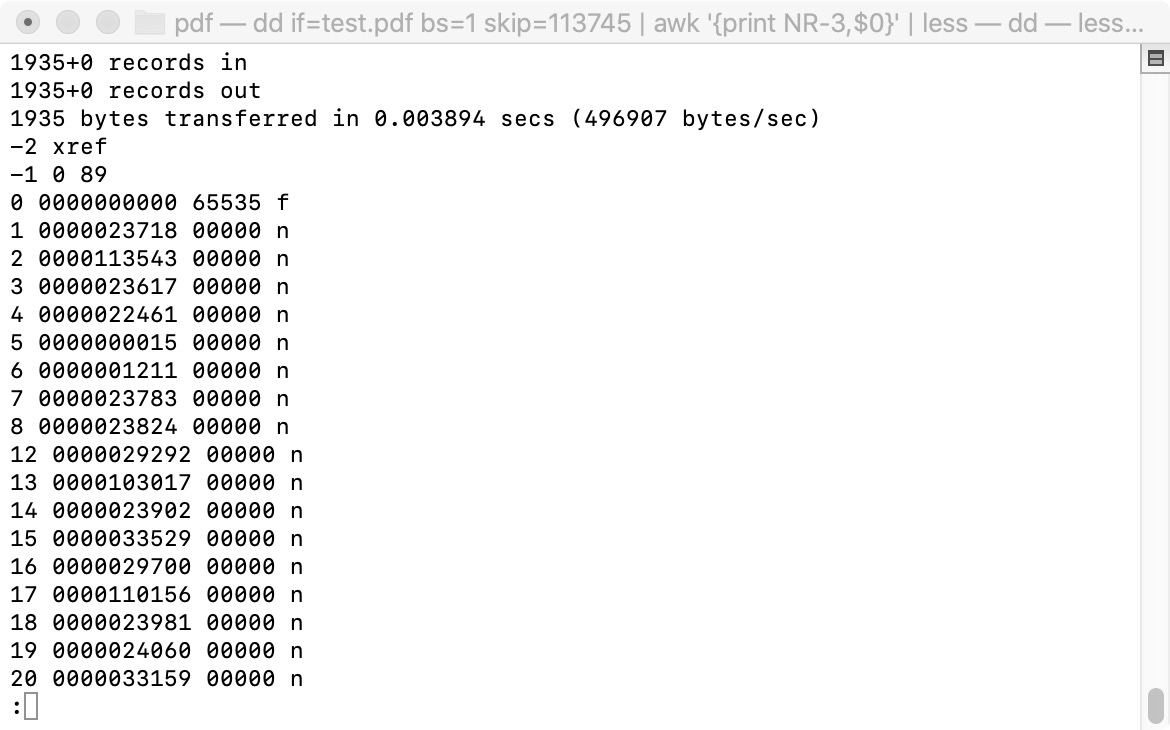 pdf — dd if=test.pdf bs=1 skip=113745 | awk '{print NR-3,$0}' | less — dd — less...
1935+0 records in
1935+0 records out
1935 bytes transferred in 0.003894 secs (496907 bytes/sec)
-2 xref
-1 0 89
0 0000000000 65535 f
1 0000023718 00000 n
2 0000113543 00000 n
3 0000023617 00000 n
4 0000022461 00000 n
5 0000000015 00000 n
6 0000001211 00000 n
7 0000023783 00000 n
8 0000023824 00000 n
12 0000029292 00000 n
13 0000103017 00000 n
14 0000023902 00000 n
15 0000033529 00000 n
16 0000029700 00000 n
17 0000110156 00000 n
18 0000023981 00000 n
19 0000024060 00000 n
20 0000033159 00000 n
: